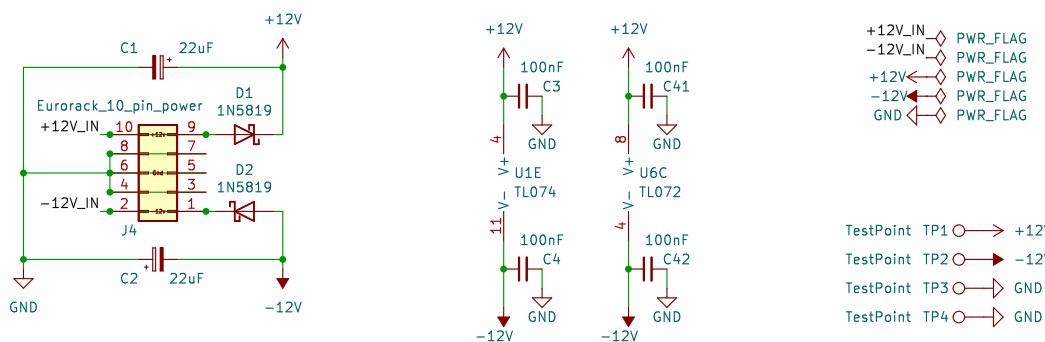 +12V
C1 22uF
+
Eurorack_10_pin_power
D1
1N5819
+12V_IN 10 +12v 9
8 7
6 Gnd 5
4 3
-12V_IN 2 -12v 1
D2
1N5819
J4
C2 + 22uF
GND
-12V
+12V
100nF
C3
GND
4
V+
U1E
TL074
V-
11
100nF
C4
GND
-12V
+12V
100nF
C41
GND
8
V+
U6C
TL072
V-
4
100nF
C42
GND
-12V
+12V_IN PWR_FLAG
-12V_IN PWR_FLAG
+12V PWR_FLAG
-12V PWR_FLAG
GND PWR_FLAG
TestPoint TP1 +12V
TestPoint TP2 -12V
TestPoint TP3 GND
TestPoint TP4 GND